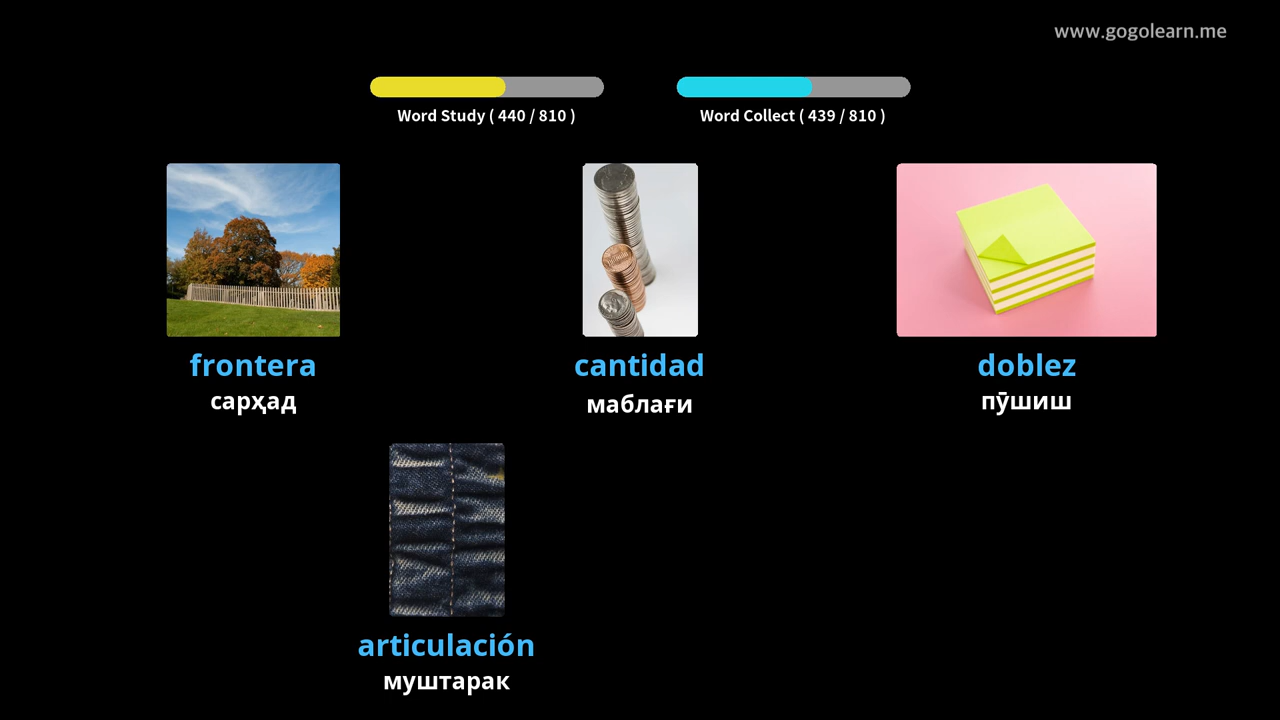 www.gogolearn.me
Word Study ( 440 / 810 )
Word Collect ( 439 / 810 )
frontera
сарҳад
cantidad
маблағи
doblez
пӯшиш
articulación
муштарак